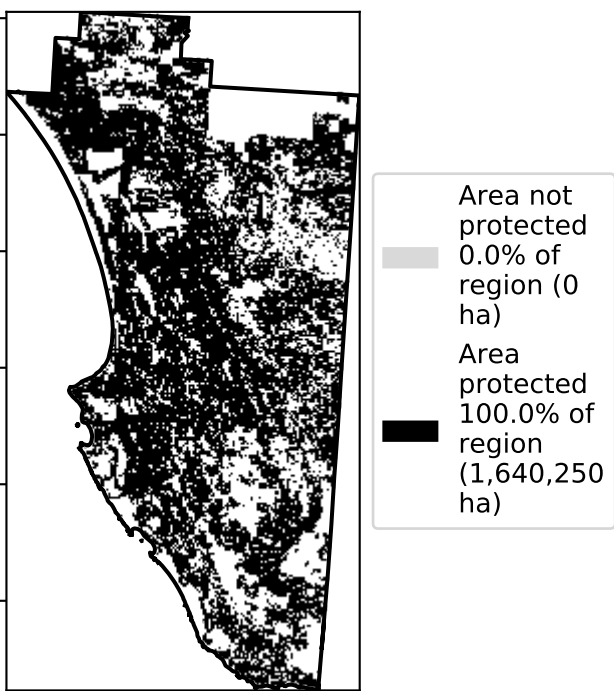 Area not
protected
0.0% of
region (0
ha)
Area
protected
100.0% of
region
(1,640,250
ha)